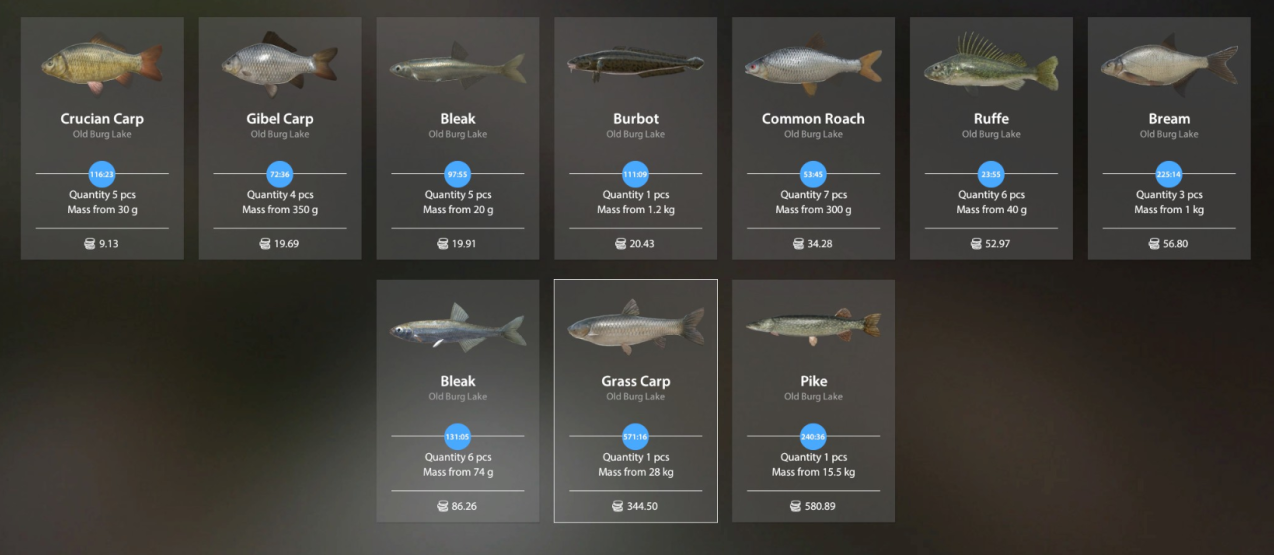 Crucian Carp
Old Burg Lake
116:23
Quantity 5 pcs
Mass from 30 g
9.13
Gibel Carp
Old Burg Lake
72:36
Quantity 4 pcs
Mass from 350 g
19.69
Bleak
Old Burg Lake
97:55
Quantity 5 pcs
Mass from 20 g
19.91
Burbot
Old Burg Lake
111:09
Quantity 1 pcs
Mass from 1.2 kg
20.43
Common Roach
Old Burg Lake
53:45
Quantity 7 pcs
Mass from 300 g
34.28
Ruffe
Old Burg Lake
23:55
Quantity 6 pcs
Mass from 40 g
52.97
Bream
Old Burg Lake
225:14
Quantity 3 pcs
Mass from 1 kg
56.80
Bleak
Old Burg Lake
131:05
Quantity 6 pcs
Mass from 74 g
86.26
Grass Carp
Old Burg Lake
571:16
Quantity 1 pcs
Mass from 28 kg
344.50
Pike
Old Burg Lake
240:36
Quantity 1 pcs
Mass from 15.5 kg
580.89